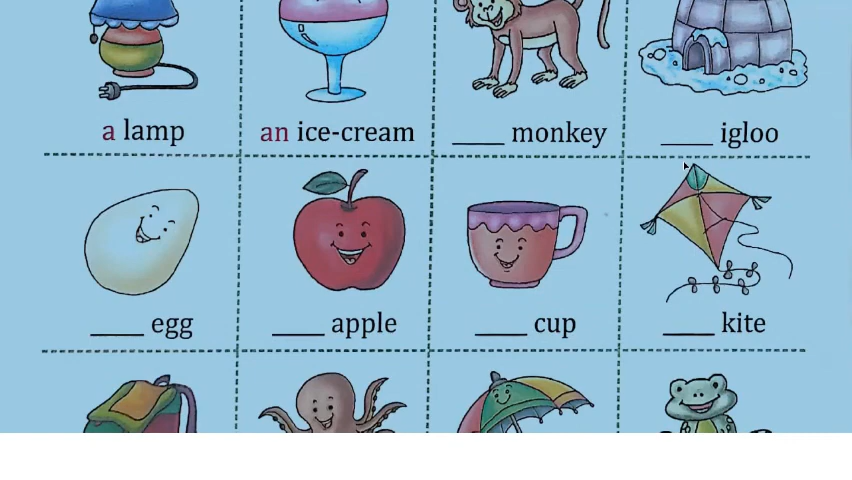 a lamp
an ice-cream
____ monkey
____ igloo
____ egg
____ apple
____ cup
____ kite